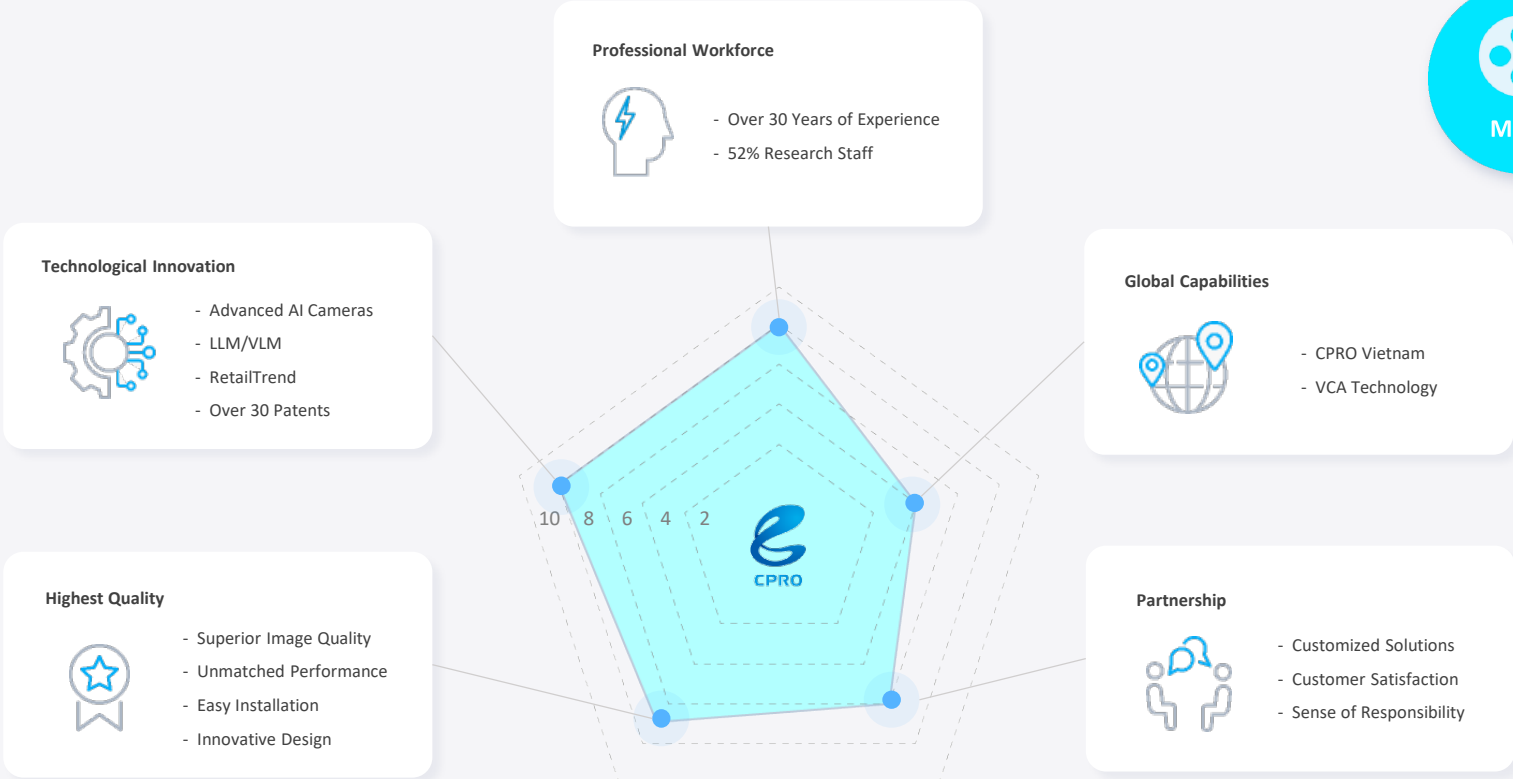 Professional Workforce
- Over 30 Years of Experience
- 52% Research Staff
Technological Innovation
- Advanced AI Cameras
- LLM/VLM
- RetailTrend
- Over 30 Patents
Global Capabilities
- CPRO Vietnam
- VCA Technology
10 8 6 4 2
CPRO
Highest Quality
- Superior Image Quality
- Unmatched Performance
- Easy Installation
- Innovative Design
Partnership
- Customized Solutions
- Customer Satisfaction
- Sense of Responsibility